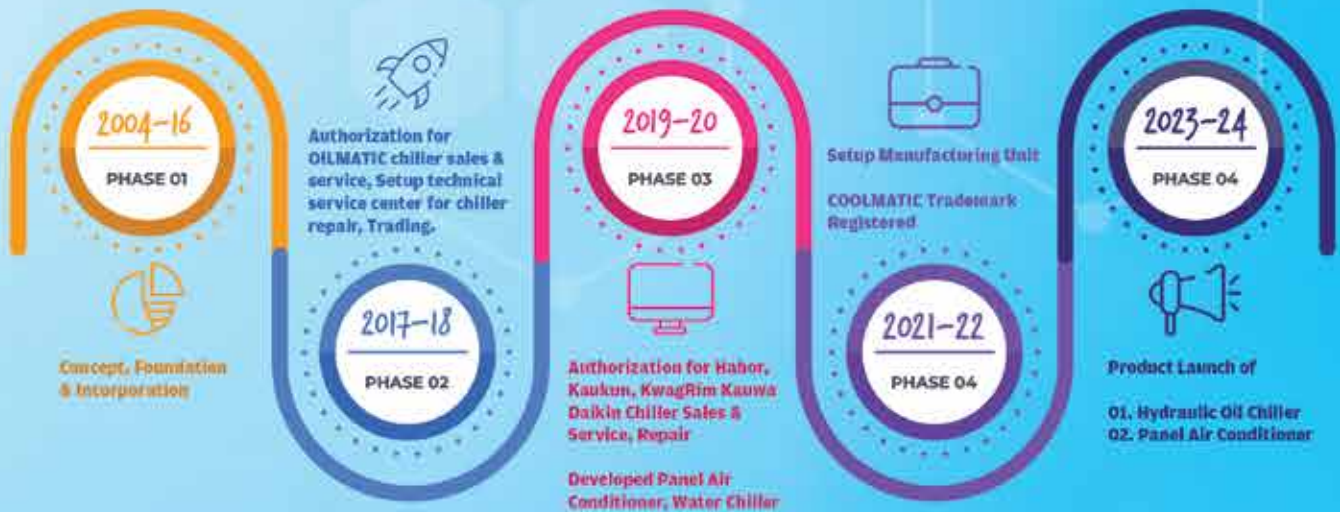 2004-16
PHASE 01
Concept, Foundation
& Incorporation
Authorization for
OILMATIC chiller sales &
service, Setup technical
service center for chiller
repair, Trading.
2017-18
PHASE 02
2019-20
PHASE 03
Authorization for Habor,
Kaukun, KwagRim Kauwa
Daikin Chiller Sales &
Service, Repair
Developed Panel Air
Conditioner, Water Chiller
Setup Manufacturing Unit
COOLMATIC Trademark
Registered
2021-22
PHASE 04
2023-24
PHASE 04
Product Launch of
01. Hydraulic Oil Chiller
02. Panel Air Conditioner